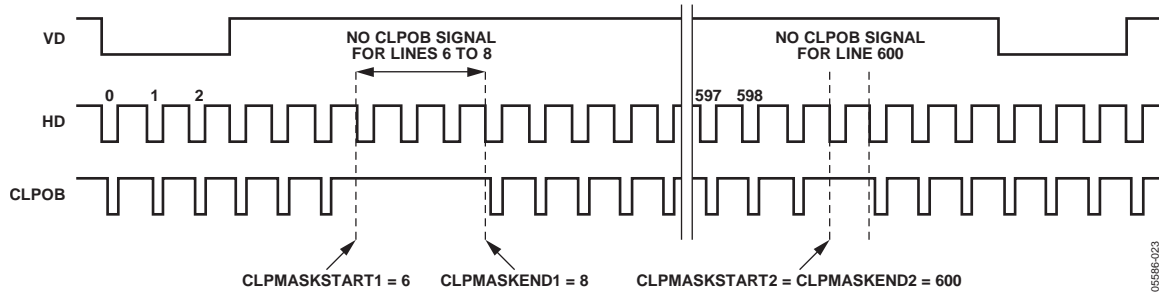 VD
NO CLPOB SIGNAL
FOR LINES 6 TO 8
NO CLPOB SIGNAL
FOR LINE 600
HD
0 1 2
597 598
CLPOB
CLPMASKSTART1 = 6
CLPMASKEND1 = 8
CLPMASKSTART2 = CLPMASKEND2 = 600
05586-023